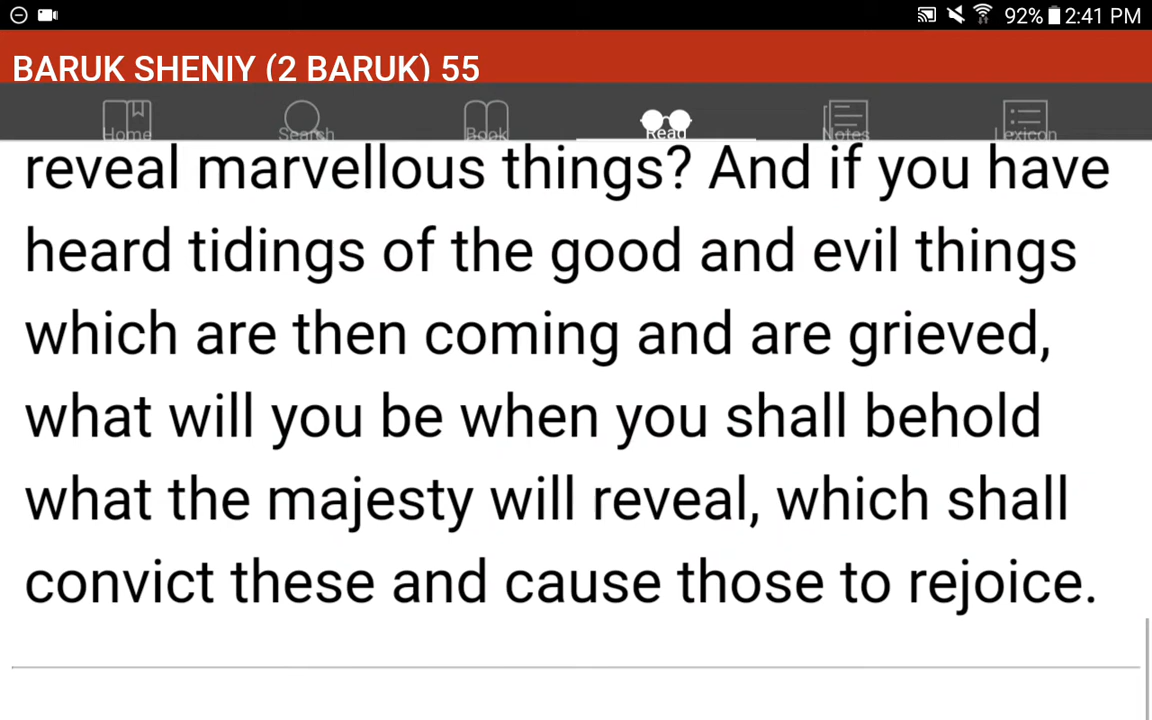 92% 2:41 PM
BARUK SHENIY (2 BARUK) 55
Home Search Book Read Notes Lexicon
reveal marvellous things? And if you have
heard tidings of the good and evil things
which are then coming and are grieved,
what will you be when you shall behold
what the majesty will reveal, which shall
convict these and cause those to rejoice.